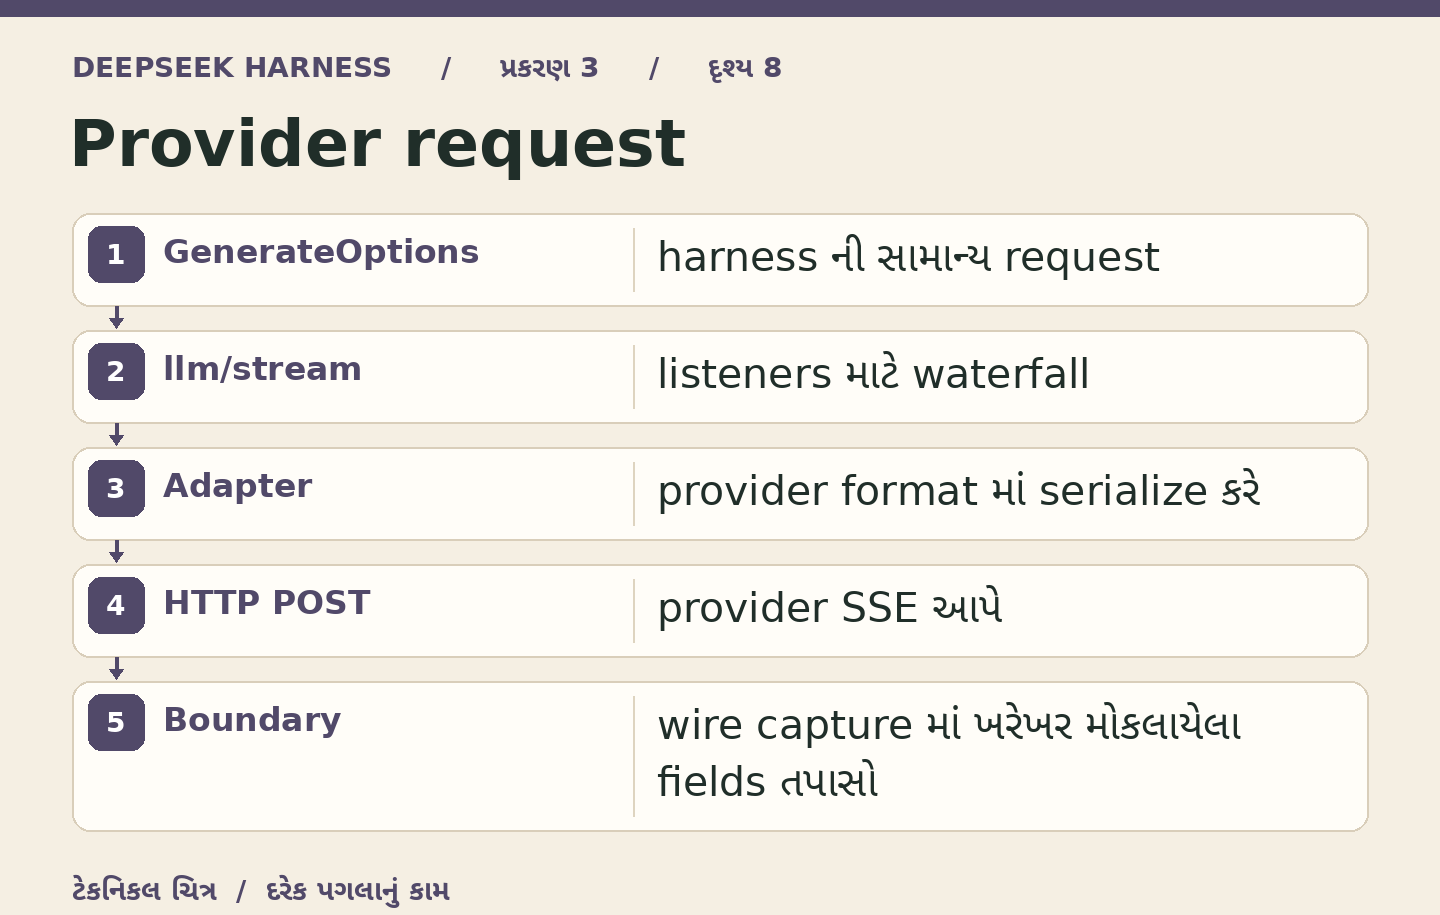 DEEPSEEK HARNESS / પ્રકરણ 3 / દૃશ્ય 8
Provider request
1 GenerateOptions harness ની સામાન્ય request
2 llm/stream listeners માટે waterfall
3 Adapter provider format માં serialize કરે
4 HTTP POST provider SSE આપે
5 Boundary wire capture માં ખરેખર મોકલાયેલા
fields તપાસો
ટેકનિકલ ચિત્ર / દરેક પગલાનું કામ